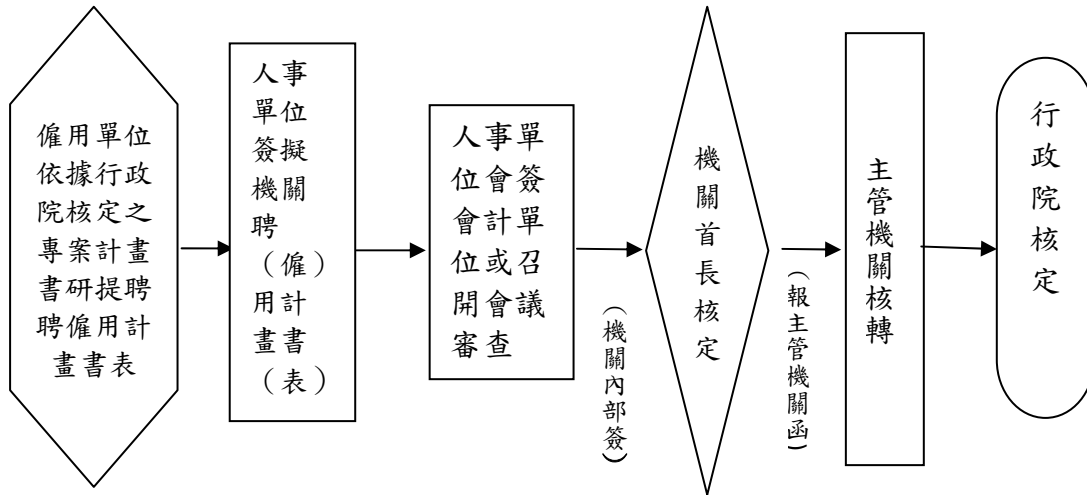 僱用單位
依據行政
院核定之
專案計畫
書研提聘
聘僱用計
畫書表
人事
單位
簽擬
機關
聘
（僱）
用計
畫書
（表）
人事單
位會簽
會計單
位或召
開會議
審查
（機關內部簽）
機關首長核定
（報主管機關函）
主管機關核轉
行政院核定